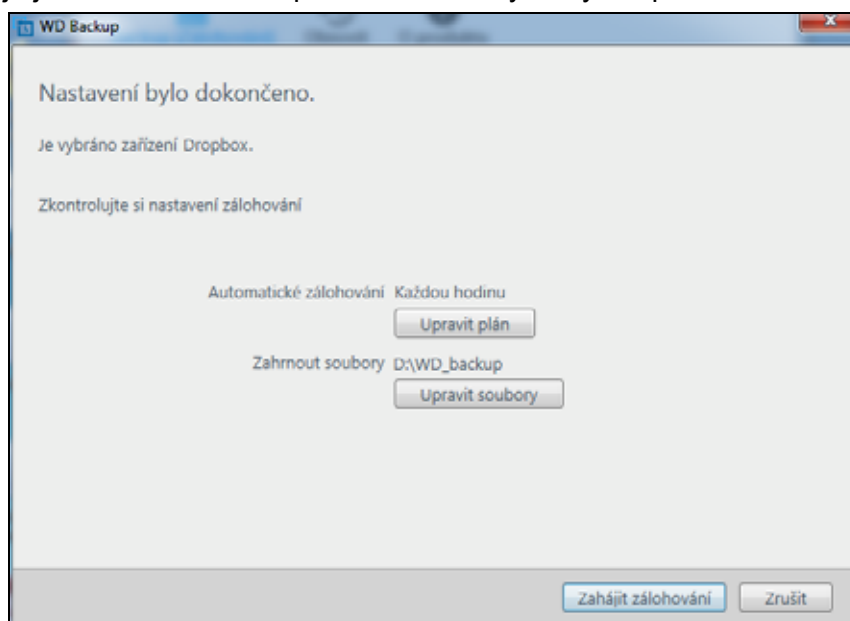 WD Backup
Nastavení bylo dokončeno.
Je vybráno zařízení Dropbox.
Zkontrolujte si nastavení zálohování
Automatické zálohování Každou hodinu
Upravit plán
Zahrnout soubory D:\WD_backup
Upravit soubory
Zahájit zálohování Zrušit